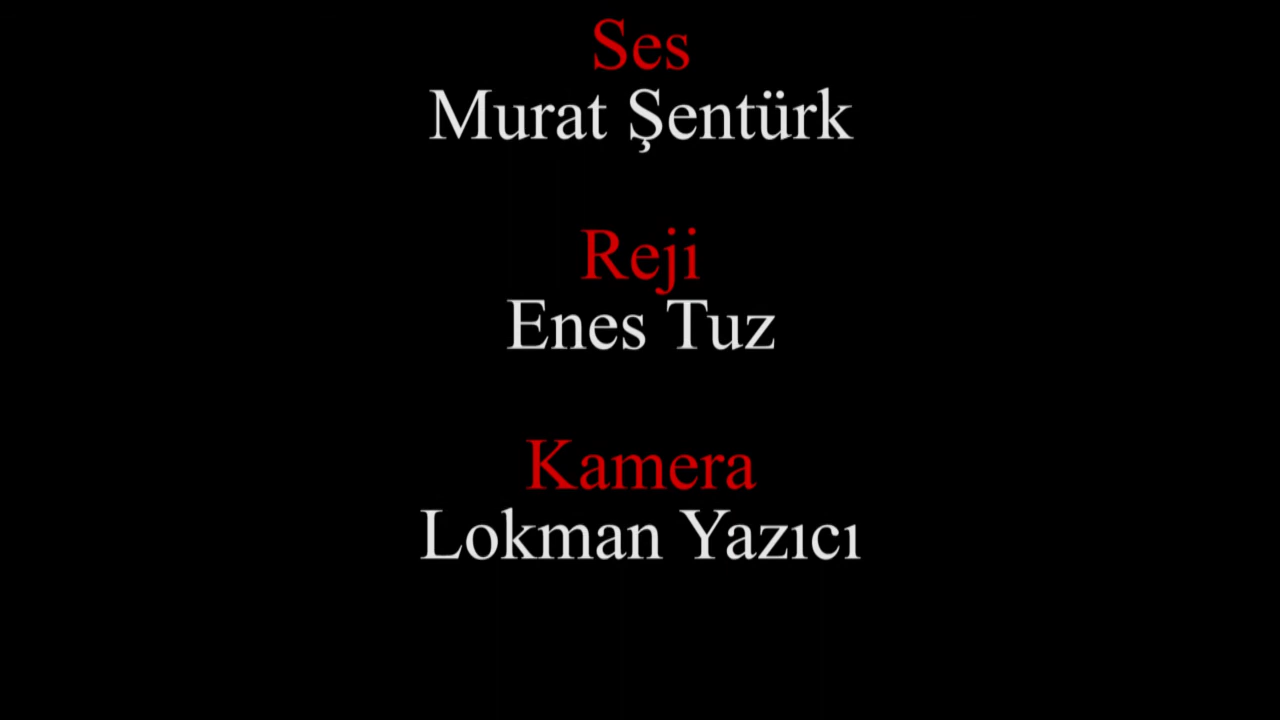 Ses
Murat Şentürk
Reji
Enes Tuz
Kamera
Lokman Yazıcı